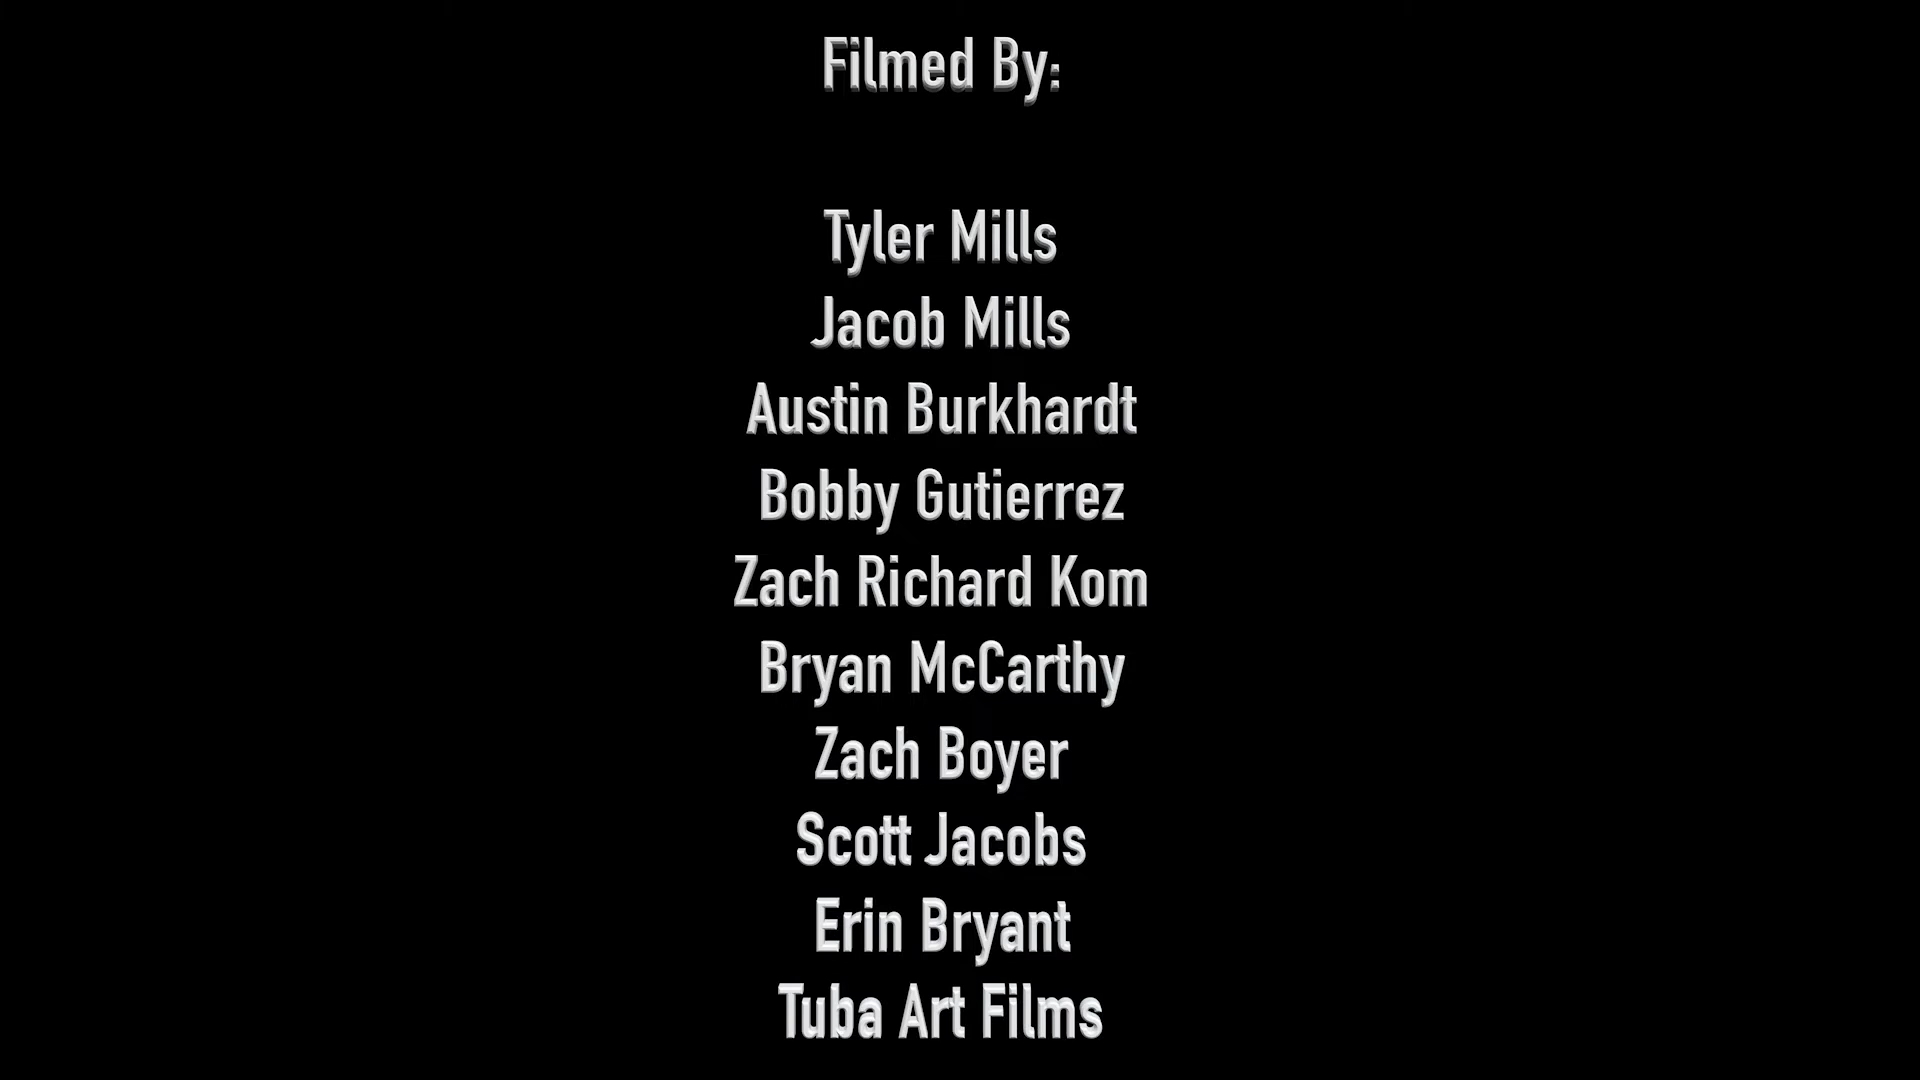 Filmed By:
Tyler Mills
Jacob Mills
Austin Burkhardt
Bobby Gutierrez
Zach Richard Kom
Bryan McCarthy
Zach Boyer
Scott Jacobs
Erin Bryant
Tuba Art Films